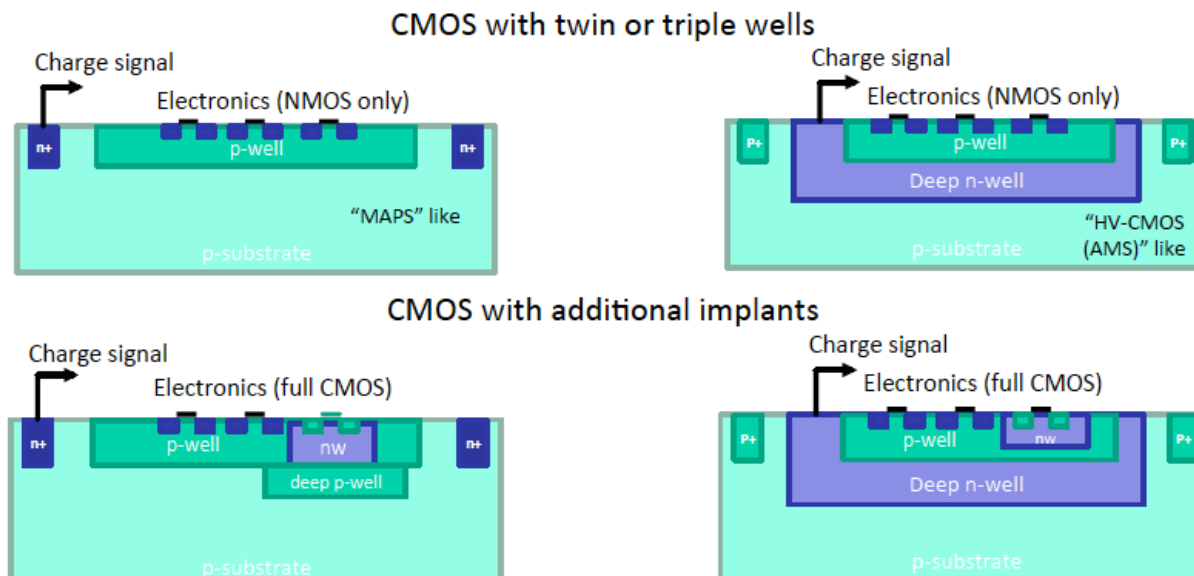 CMOS with twin or triple wells
Charge signal
Electronics (NMOS only)
n+
p-well
n+
"MAPS" like
p-substrate
Charge signal
Electronics (NMOS only)
P+
p-well
P+
Deep n-well
"HV-CMOS
(AMS)" like
p-substrate
CMOS with additional implants
Charge signal
Electronics (full CMOS)
n+
p-well
nw
n+
deep p-well
p-substrate
Charge signal
Electronics (full CMOS)
P+
p-well
nw
P+
Deep n-well
p-substrate